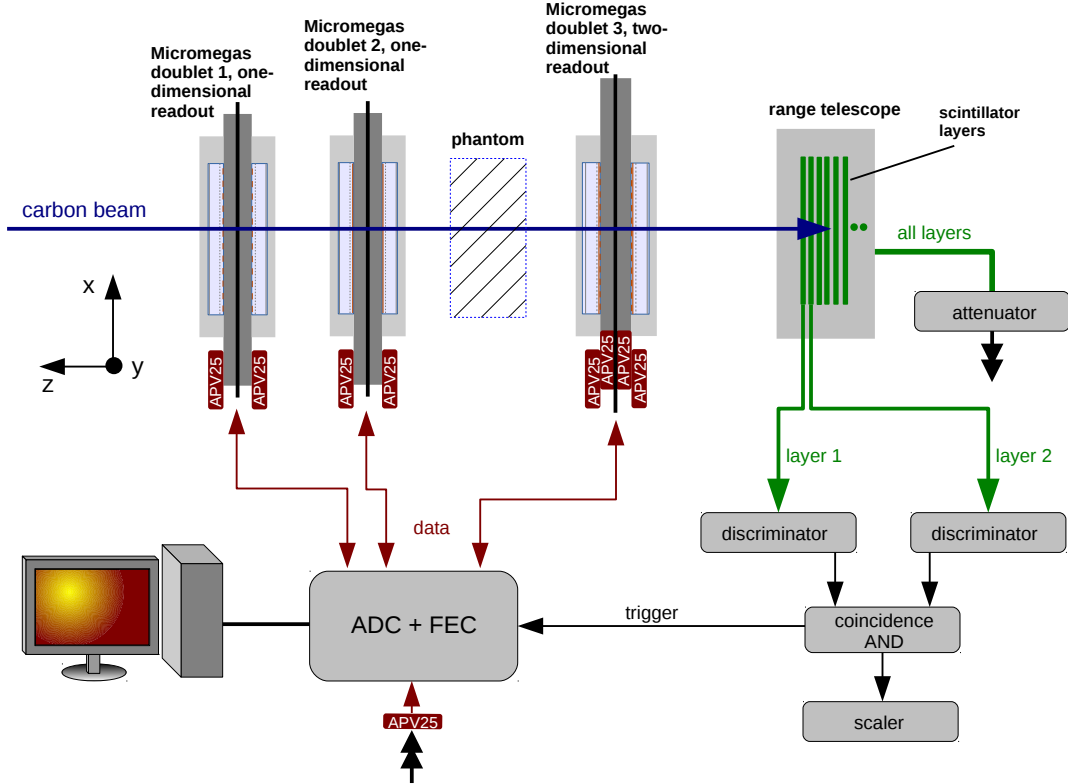 Micromegas
doublet 1, one-
dimensional
readout
Micromegas
doublet 2, one-
dimensional
readout
Micromegas
doublet 3, two-
dimensional
readout
phantom
range telescope
scintillator
layers
carbon beam
all layers
attenuator
x
z
y
APV25
APV25
APV25
APV25
APV25
APV25
APV25
APV25
layer 1
layer 2
data
discriminator
discriminator
ADC + FEC
trigger
coincidence
AND
APV25
scaler